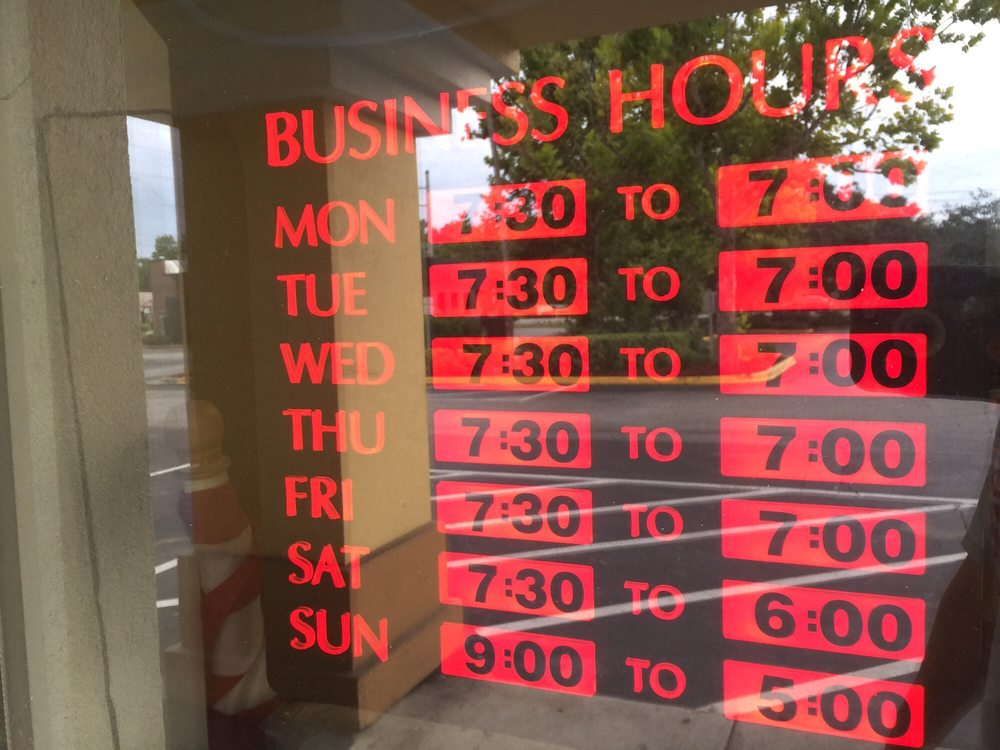 BUSINESS HOURS
MON 7:30 TO 7:00
TUE 7:30 TO 7:00
WED 7:30 TO 7:00
THU 7:30 TO 7:00
FRI 7:30 TO 7:00
SAT 7:30 TO 6:00
SUN 9:00 TO 5:00